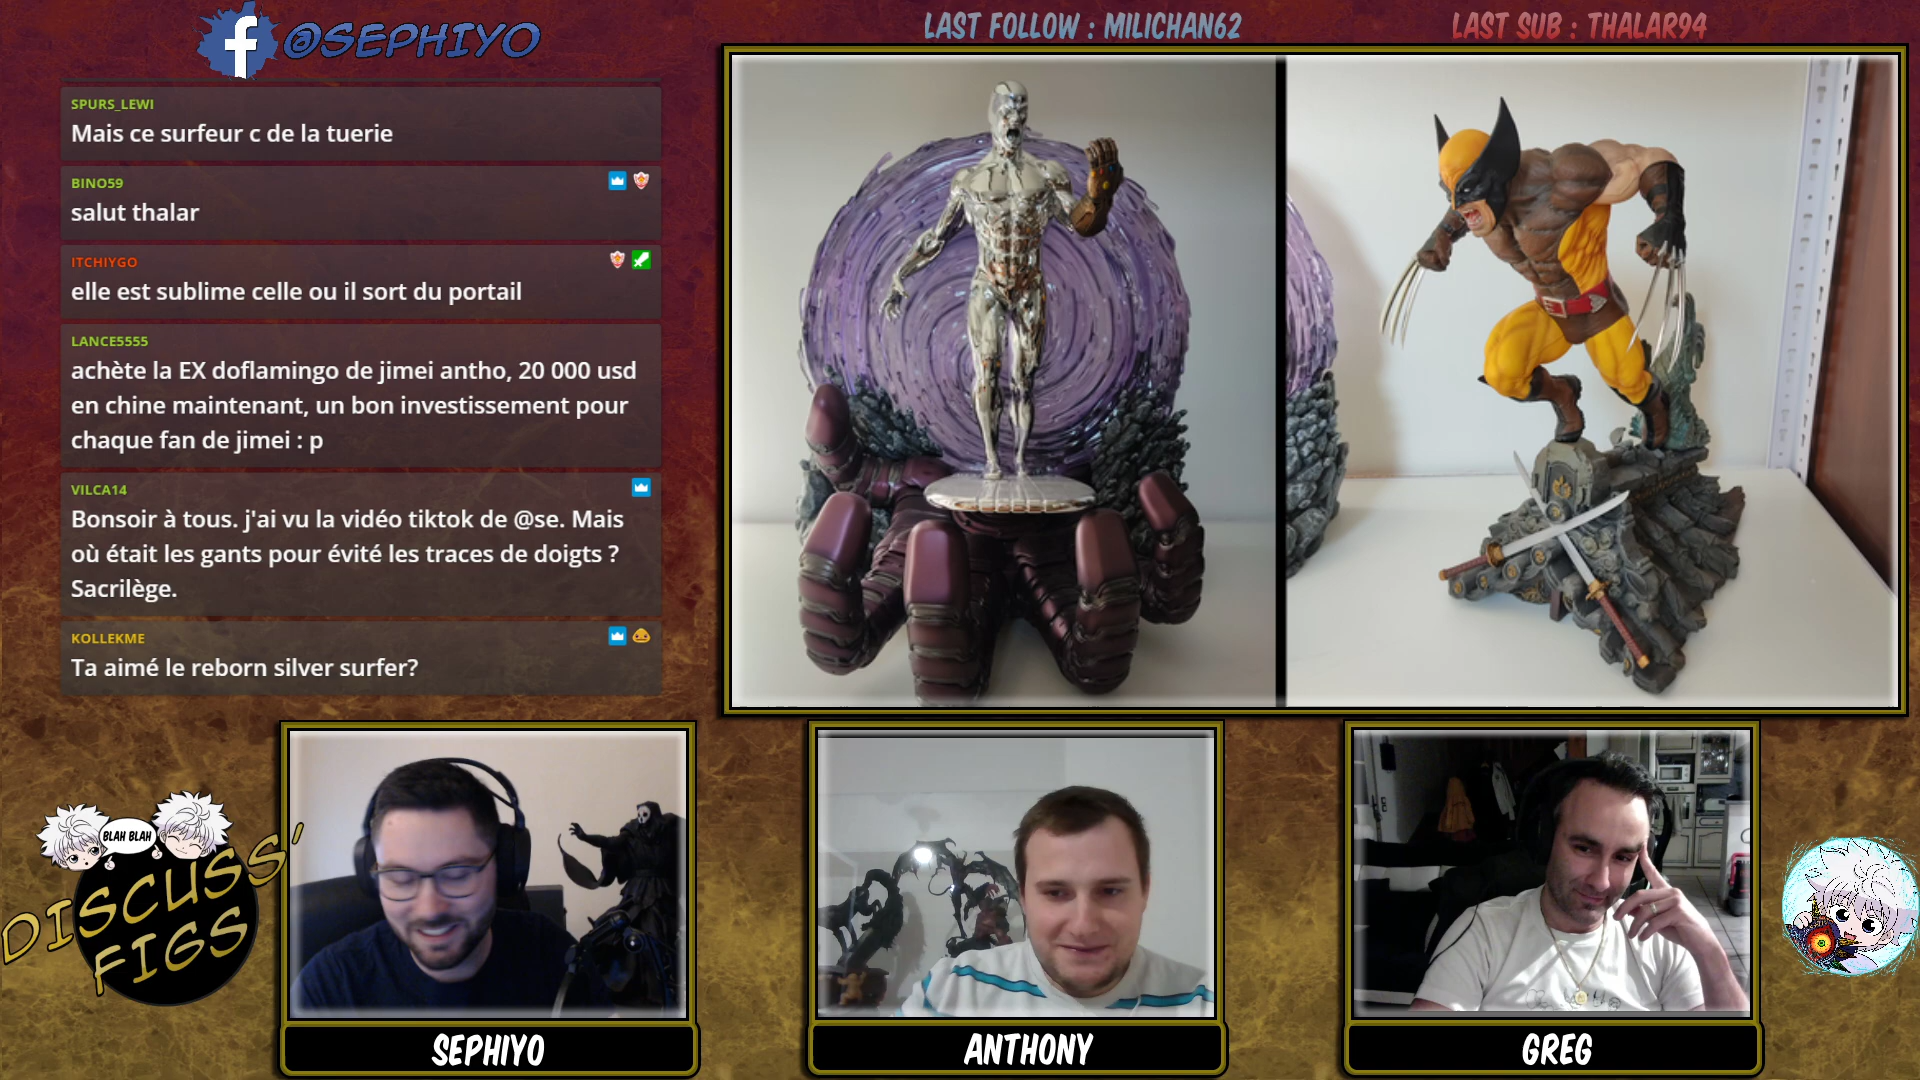 @SEPHIYO
LAST FOLLOW : MILICHAN62
LAST SUB : THALAR94
SPURS_LEWI
Mais ce surfeur c de la tuerie
BINO59
salut thalar
ITCHIYGO
elle est sublime celle ou il sort du portail
LANCE5555
achète la EX doflamingo de jimei antho, 20 000 usd
en chine maintenant, un bon investissement pour
chaque fan de jimei : p
VILCA14
Bonsoir à tous. j'ai vu la vidéo tiktok de @se. Mais
où était les gants pour évité les traces de doigts ?
Sacrilège.
KOLLEKME
Ta aimé le reborn silver surfer?
BLAH BLAH
DISCUSS'
FIGS
SEPHIYO
ANTHONY
GREG